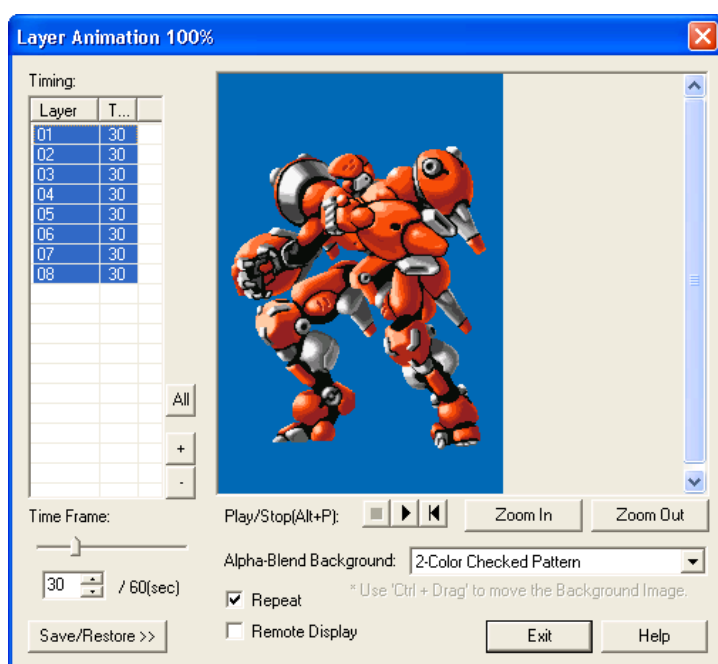 Layer Animation 100%
Timing:
Layer T...
01 30
02 30
03 30
04 30
05 30
06 30
07 30
08 30
All
+
-
Time Frame:
30 / 60(sec)
Save/Restore >>
Play/Stop(Alt+P):
Zoom In
Zoom Out
Alpha-Blend Background: 2-Color Checked Pattern
* Use 'Ctrl + Drag' to move the Background Image.
Repeat
Remote Display
Exit
Help